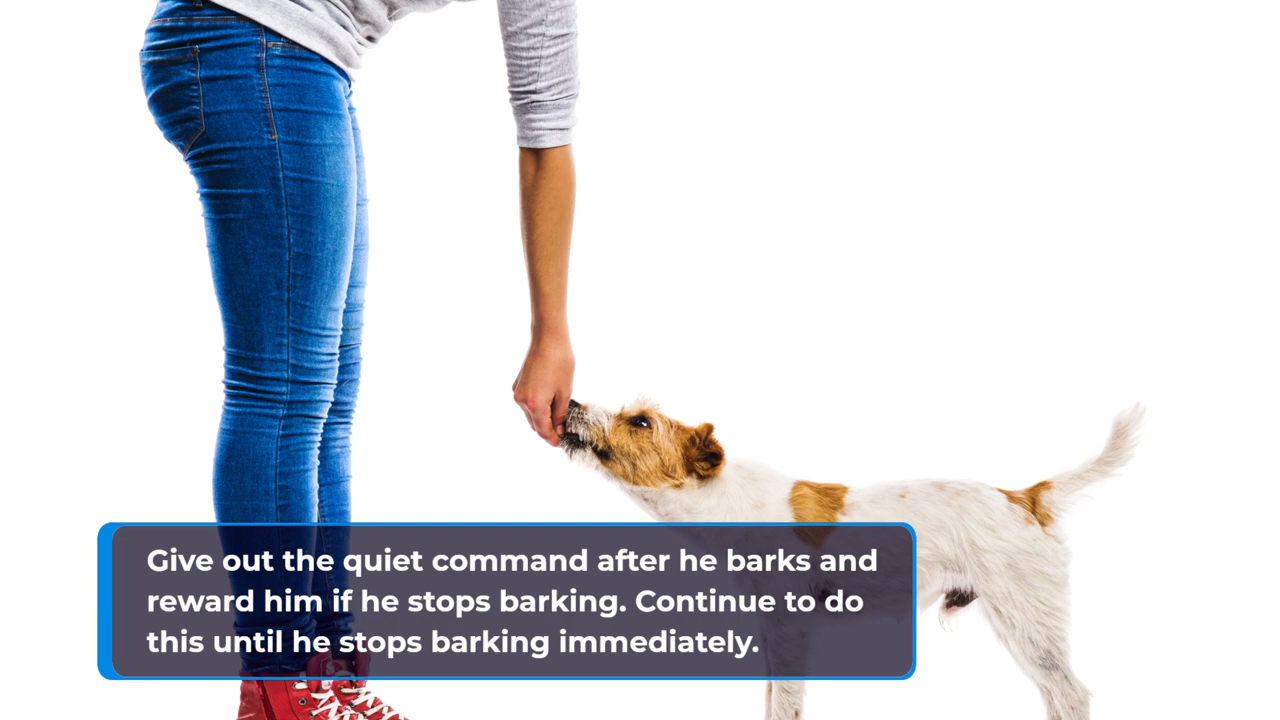 Give out the quiet command after he barks and
reward him if he stops barking. Continue to do
this until he stops barking immediately.